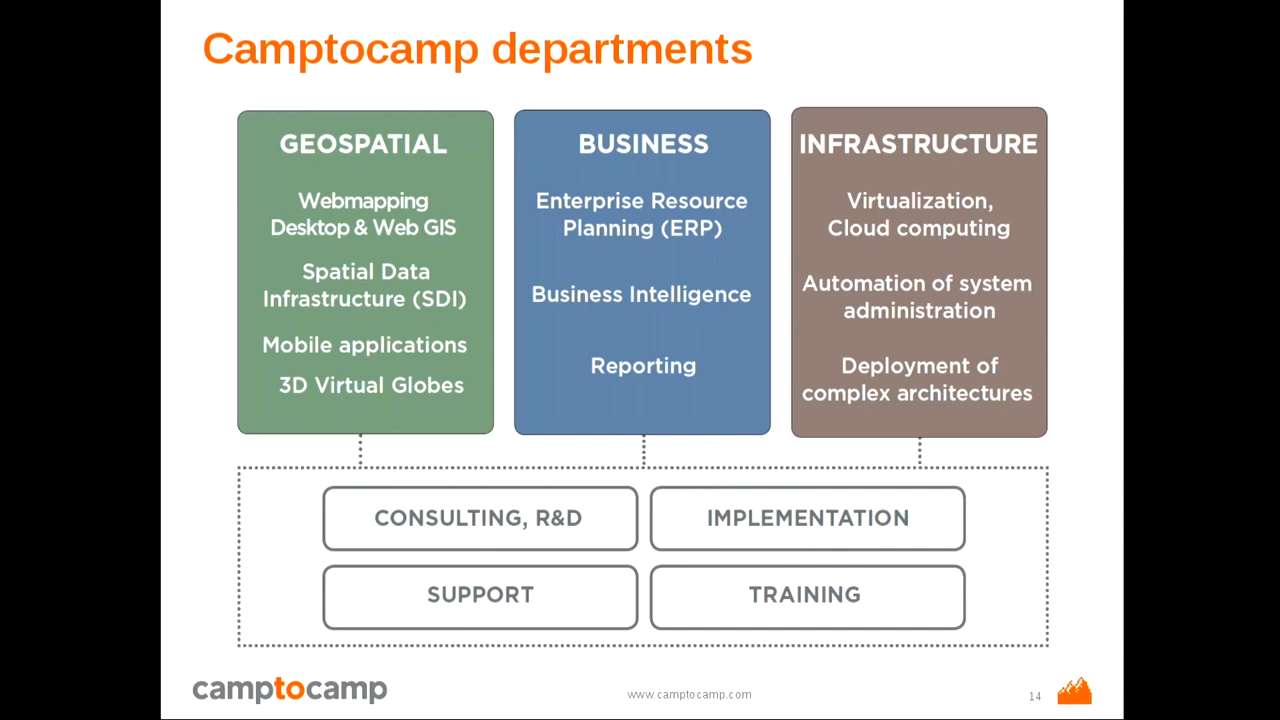 Camptocamp departments
GEOSPATIAL
Webmapping
Desktop & Web GIS
Spatial Data
Infrastructure (SDI)
Mobile applications
3D Virtual Globes
BUSINESS
Enterprise Resource
Planning (ERP)
Business Intelligence
Reporting
INFRASTRUCTURE
Virtualization,
Cloud computing
Automation of system
administration
Deployment of
complex architectures
CONSULTING, R&D
IMPLEMENTATION
SUPPORT
TRAINING
camptocamp
www.camptocamp.com
14